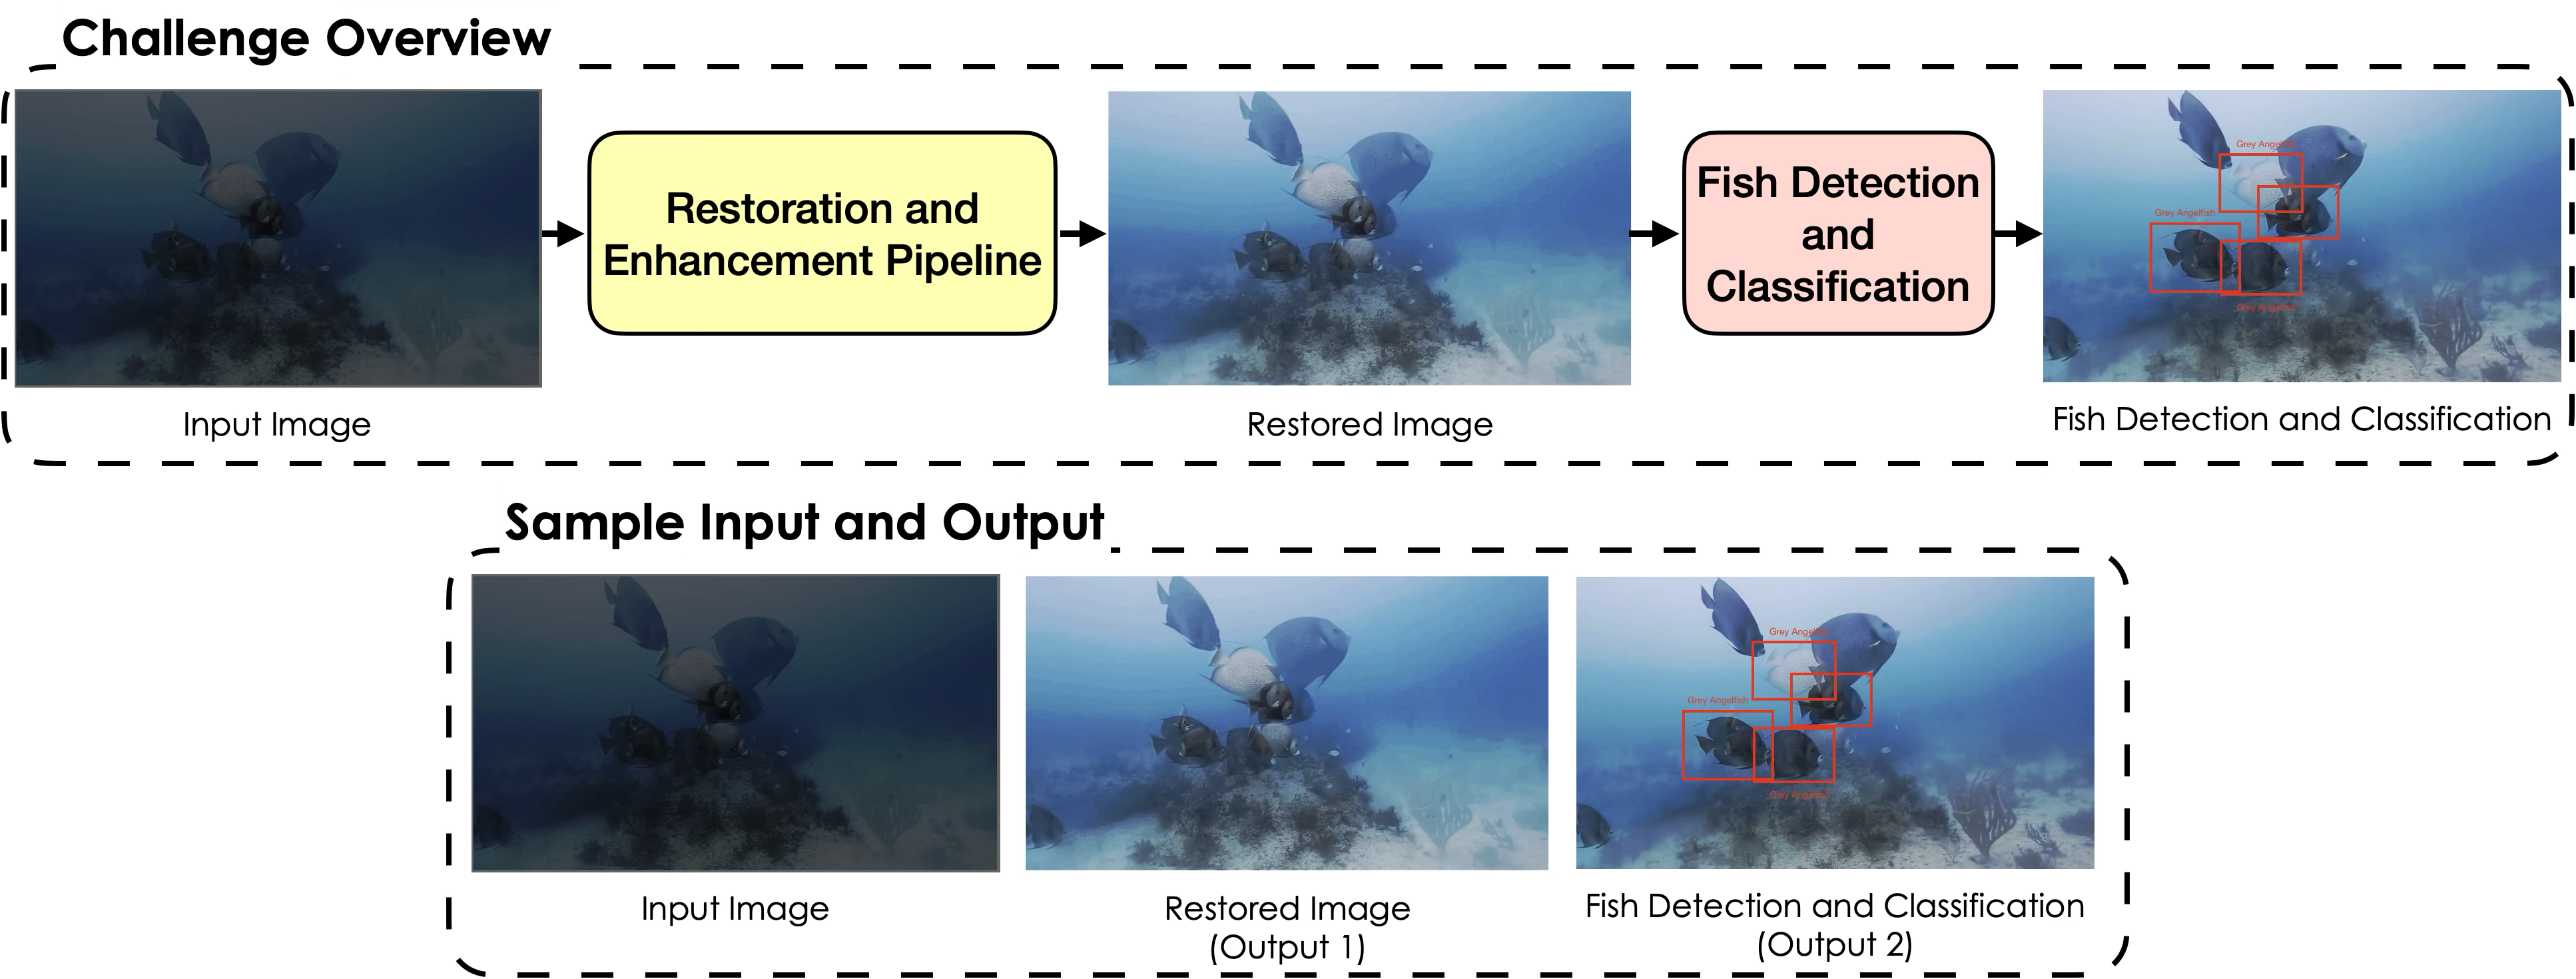 Challenge Overview
Restoration and
Enhancement Pipeline
Fish Detection
and
Classification
Grey Angelfish
Grey Angelfish
Grey Angelfish
Input Image
Restored Image
Fish Detection and Classification
Sample Input and Output
Grey Angelfish
Grey Angelfish
Grey Angelfish
Input Image
Restored Image
(Output 1)
Fish Detection and Classification
(Output 2)